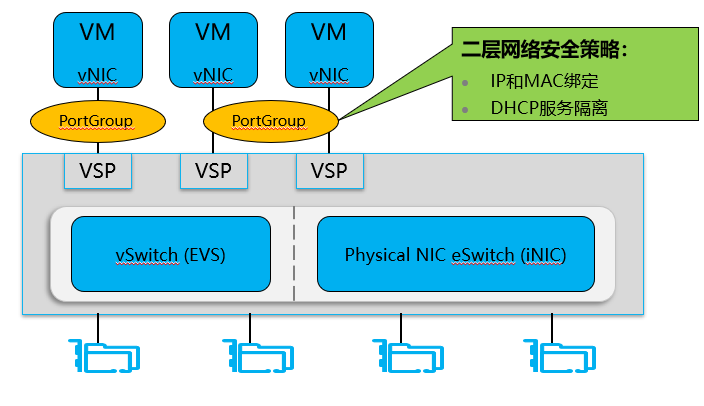 VM
vNIC
VM
vNIC
VM
vNIC
二层网络安全策略：
IP和MAC绑定
DHCP服务隔离
PortGroup
PortGroup
VSP
VSP
VSP
vSwitch (EVS)
Physical NIC eSwitch (iNIC)